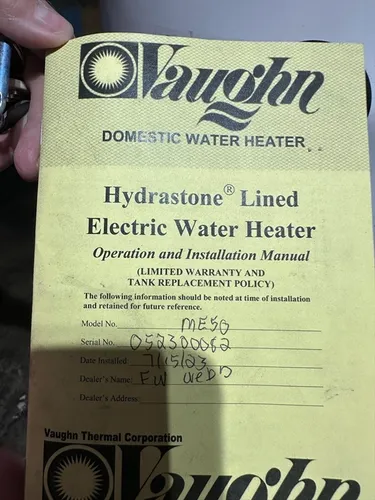 Vaughn
DOMESTIC WATER HEATER
Hydrastone® Lined
Electric Water Heater
Operation and Installation Manual
(LIMITED WARRANTY AND
TANK REPLACEMENT POLICY)
The following information should be noted at time of installation
and retained for future reference.
Model No. ME50
Serial No. 052300062
Date Installed 7/15/23
Dealer's Name: FW Webb
Dealer's Address:
Vaughn Thermal Corporation
Vaughn